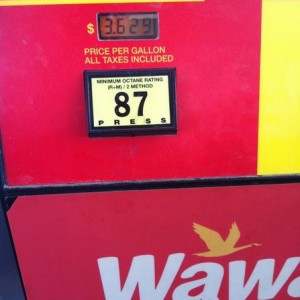 $ 3.629
PRICE PER GALLON
ALL TAXES INCLUDED
MINIMUM OCTANE RATING
(R+M) / 2 METHOD
87
PRESS
Wawa